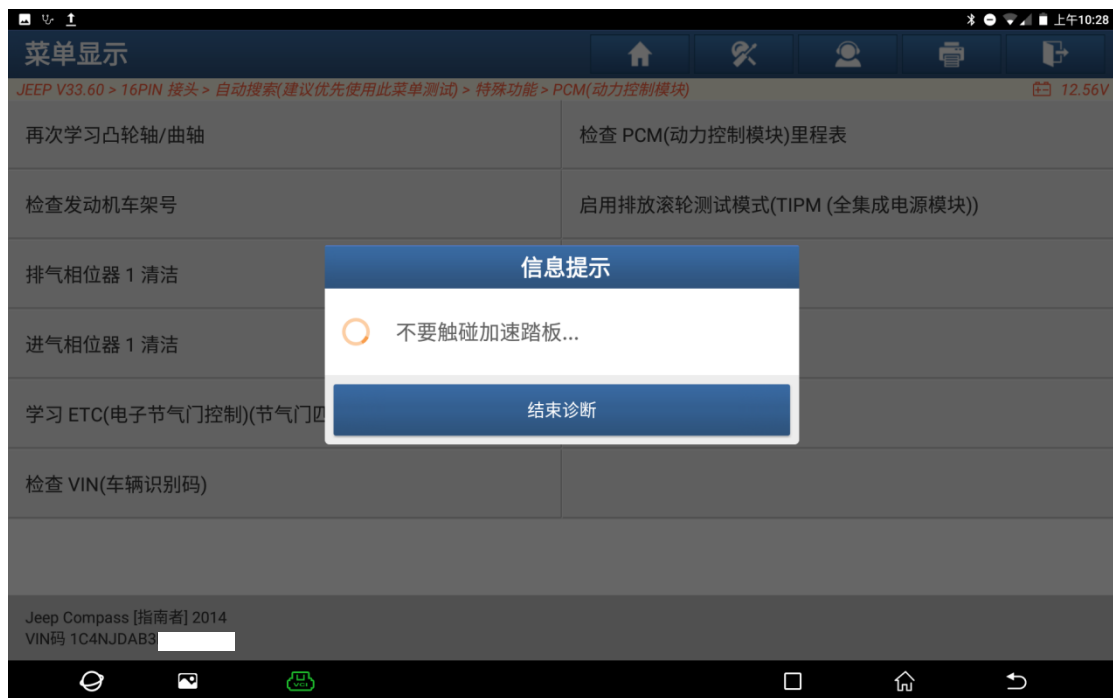 上午10:28
菜单显示
JEEP V33.60 > 16PIN 接头 > 自动搜索(建议优先使用此菜单测试) > 特殊功能 > PCM(动力控制模块)
12.56V
再次学习凸轮轴/曲轴
检查 PCM(动力控制模块)里程表
检查发动机车架号
启用排放滚轮测试模式(TIPM (全集成电源模块))
排气相位器 1 清洁
信息提示
不要触碰加速踏板...
进气相位器 1 清洁
结束诊断
学习 ETC(电子节气门控制)(节气门匹
检查 VIN(车辆识别码)
Jeep Compass [指南者] 2014
VIN码 1C4NJDAB3
VCI